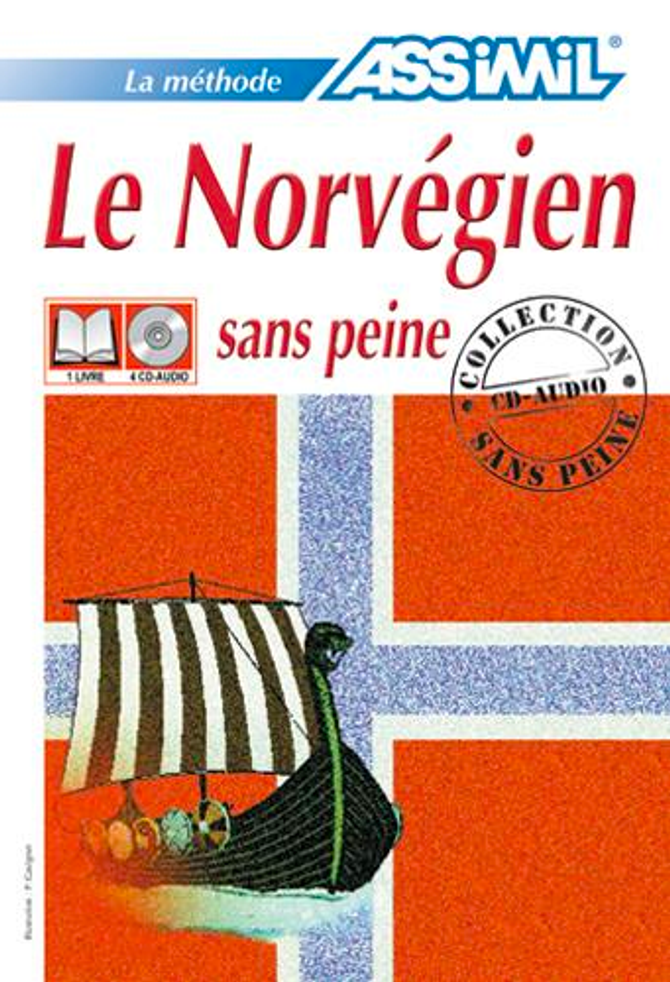 La méthode ASSiMiL®
Le Norvégien
sans peine
1 LIVRE 4 CD-AUDIO
COLLECTION
CD-AUDIO
SANS PEINE